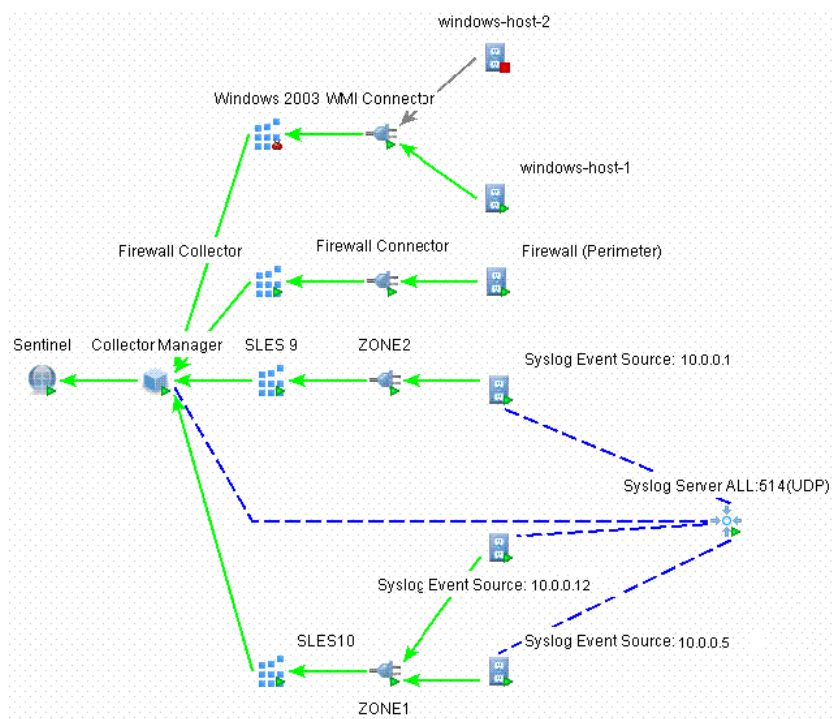 windows-host-2
Windows 2003 WMI Connector
windows-host-1
Firewall Collector
Firewall Connector
Firewall (Perimeter)
Sentinel
Collector Manager
SLES 9
ZONE2
Syslog Event Source: 10.0.0.1
Syslog Server ALL:514(UDP)
Syslog Event Source: 10.0.0.12
SLES10
Syslog Event Source: 10.0.0.5
ZONE1